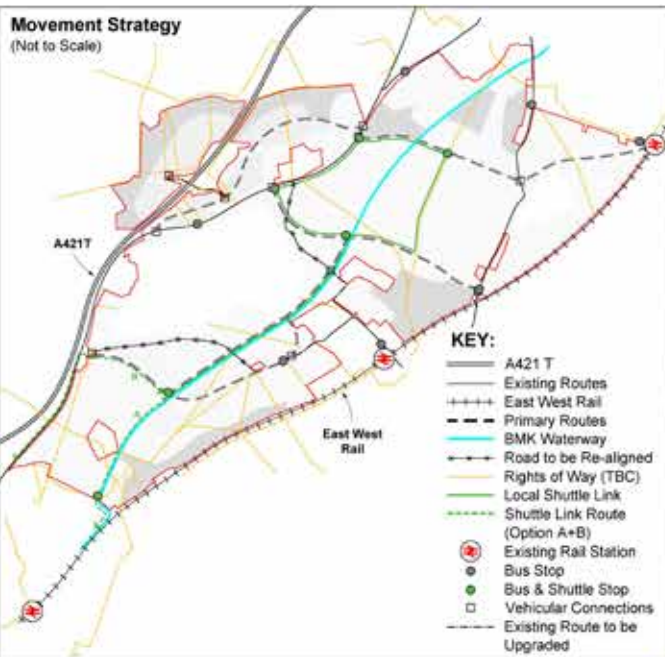 Movement Strategy
(Not to Scale)
A421T
East West
Rail
KEY:
A421 T
Existing Routes
East West Rail
Primary Routes
BMK Waterway
Road to be Re-aligned
Rights of Way (TBC)
Local Shuttle Link
Shuttle Link Route
(Option A+B)
Existing Rail Station
Bus Stop
Bus & Shuttle Stop
Vehicular Connections
Existing Route to be
Upgraded